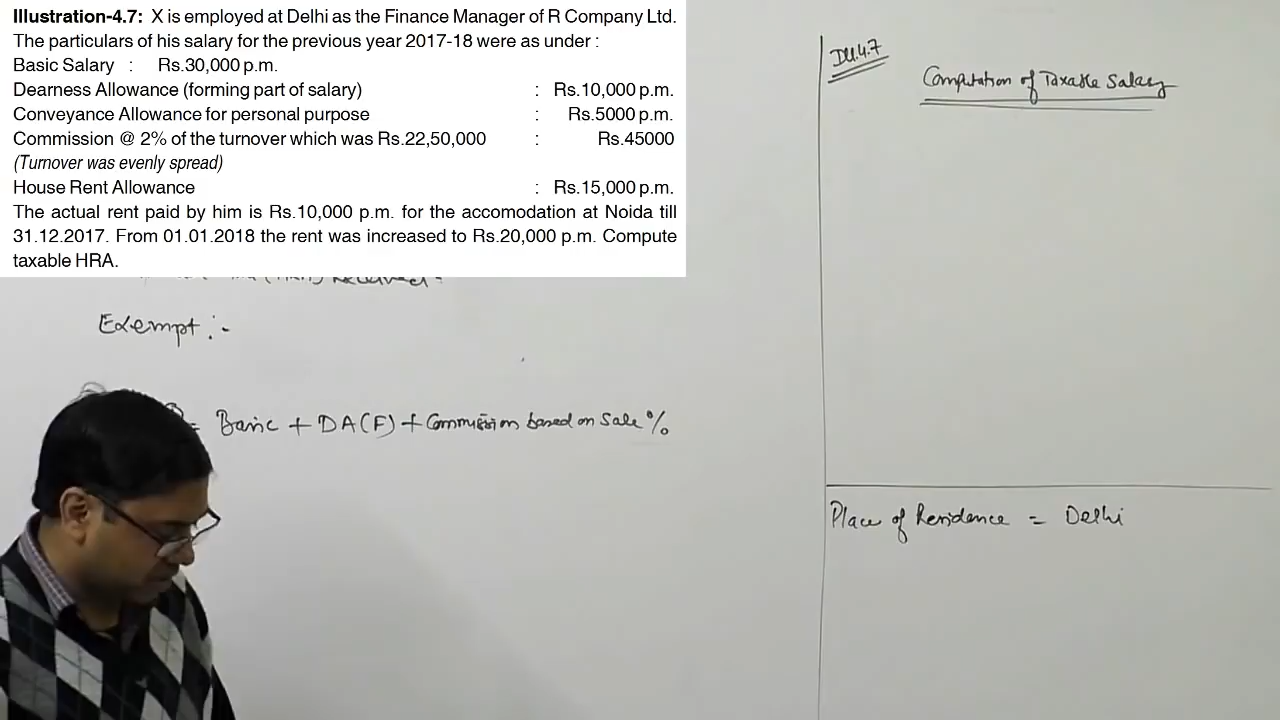 Illustration-4.7: X is employed at Delhi as the Finance Manager of R Company Ltd.
The particulars of his salary for the previous year 2017-18 were as under :
Basic Salary : Rs.30,000 p.m.
Dearness Allowance (forming part of salary) : Rs.10,000 p.m.
Conveyance Allowance for personal purpose : Rs.5000 p.m.
Commission @ 2% of the turnover which was Rs.22,50,000 : Rs.45000
(Turnover was evenly spread)
House Rent Allowance : Rs.15,000 p.m.
The actual rent paid by him is Rs.10,000 p.m. for the accomodation at Noida till
31.12.2017. From 01.01.2018 the rent was increased to Rs.20,000 p.m. Compute
taxable HRA.
Exempt :-
= Basic + DA(F) + Commission based on Sale %
Ill.4.7
Computation of Taxable Salary
Place of Residence = Delhi